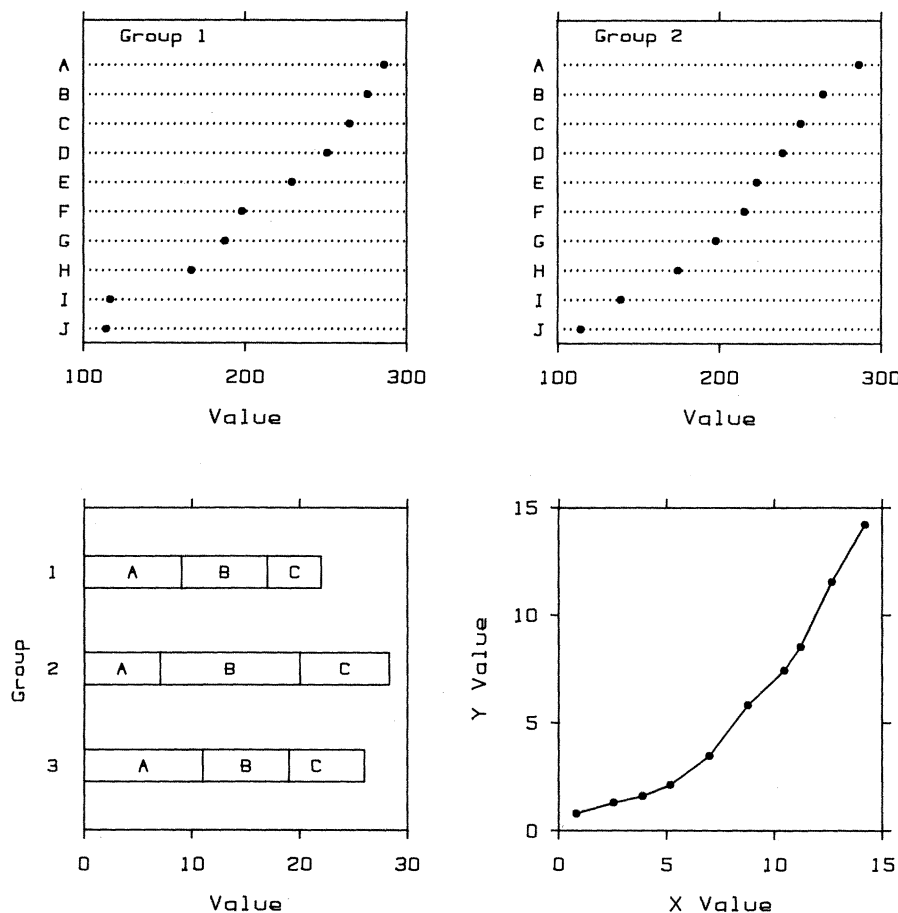 Group 1
A
B
C
D
E
F
G
H
I
J
100 200 300
Value
Group 2
A
B
C
D
E
F
G
H
I
J
100 200 300
Value
Group
1
A B C
2
A B C
3
A B C
0 10 20 30
Value
Y Value
15
10
5
0
0 5 10 15
X Value